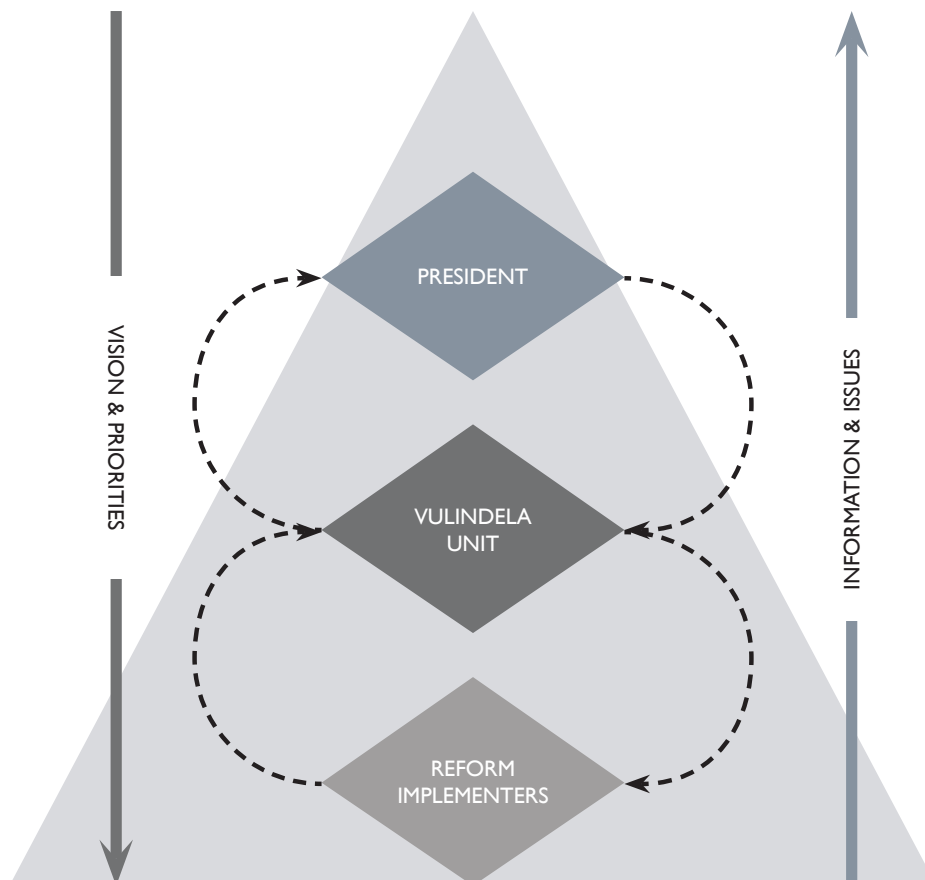 PRESIDENT
VISION & PRIORITIES
INFORMATION & ISSUES
VULINDELA
UNIT
REFORM
IMPLEMENTERS